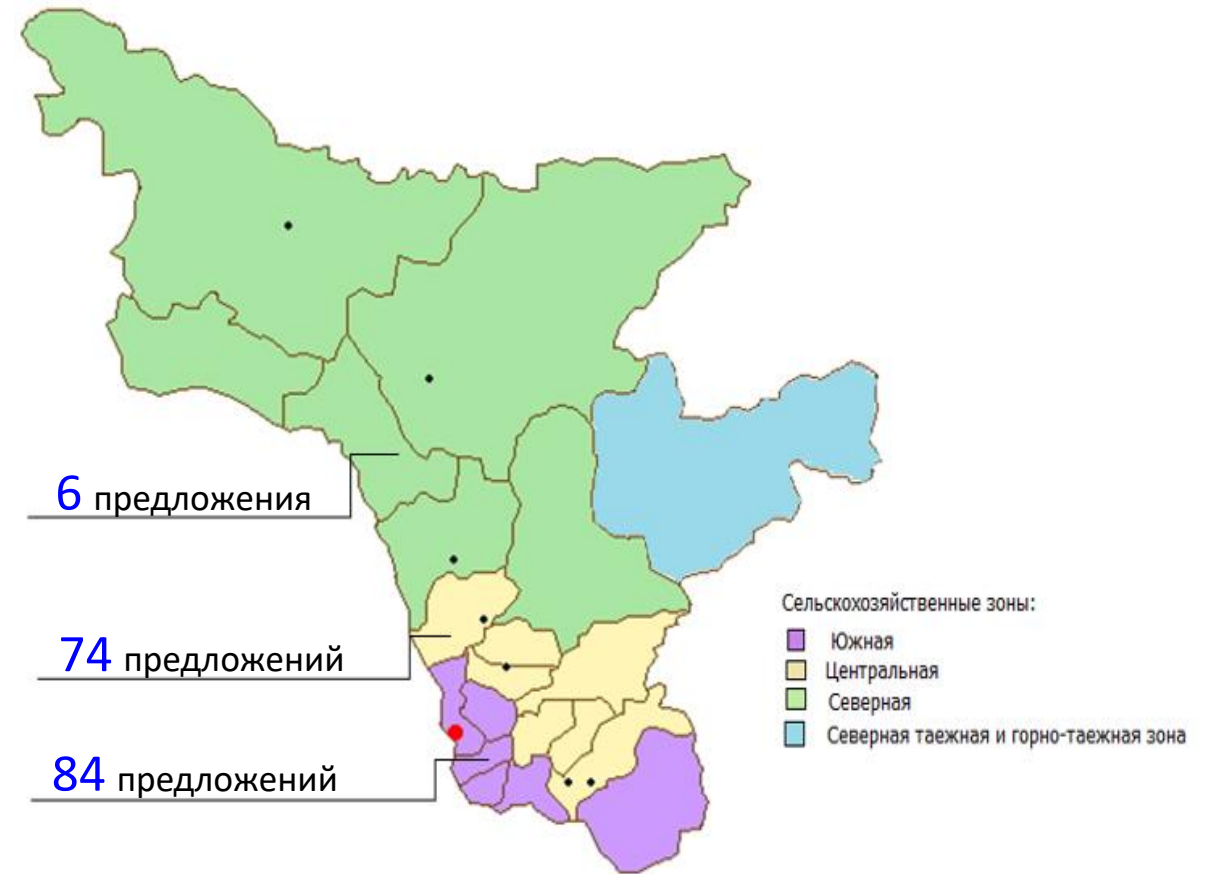 6 предложения
74 предложений
84 предложений
Сельскохозяйственные зоны:
Южная
Центральная
Северная
Северная таежная и горно-таежная зона